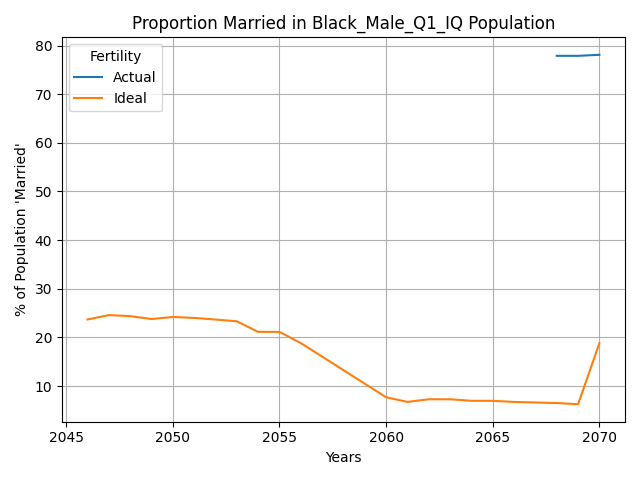 Proportion Married in Black_Male_Q1_IQ Population
80
70
60
50
40
30
20
10
% of Population 'Married'
Fertility
Actual
Ideal
2045 2050 2055 2060 2065 2070
Years